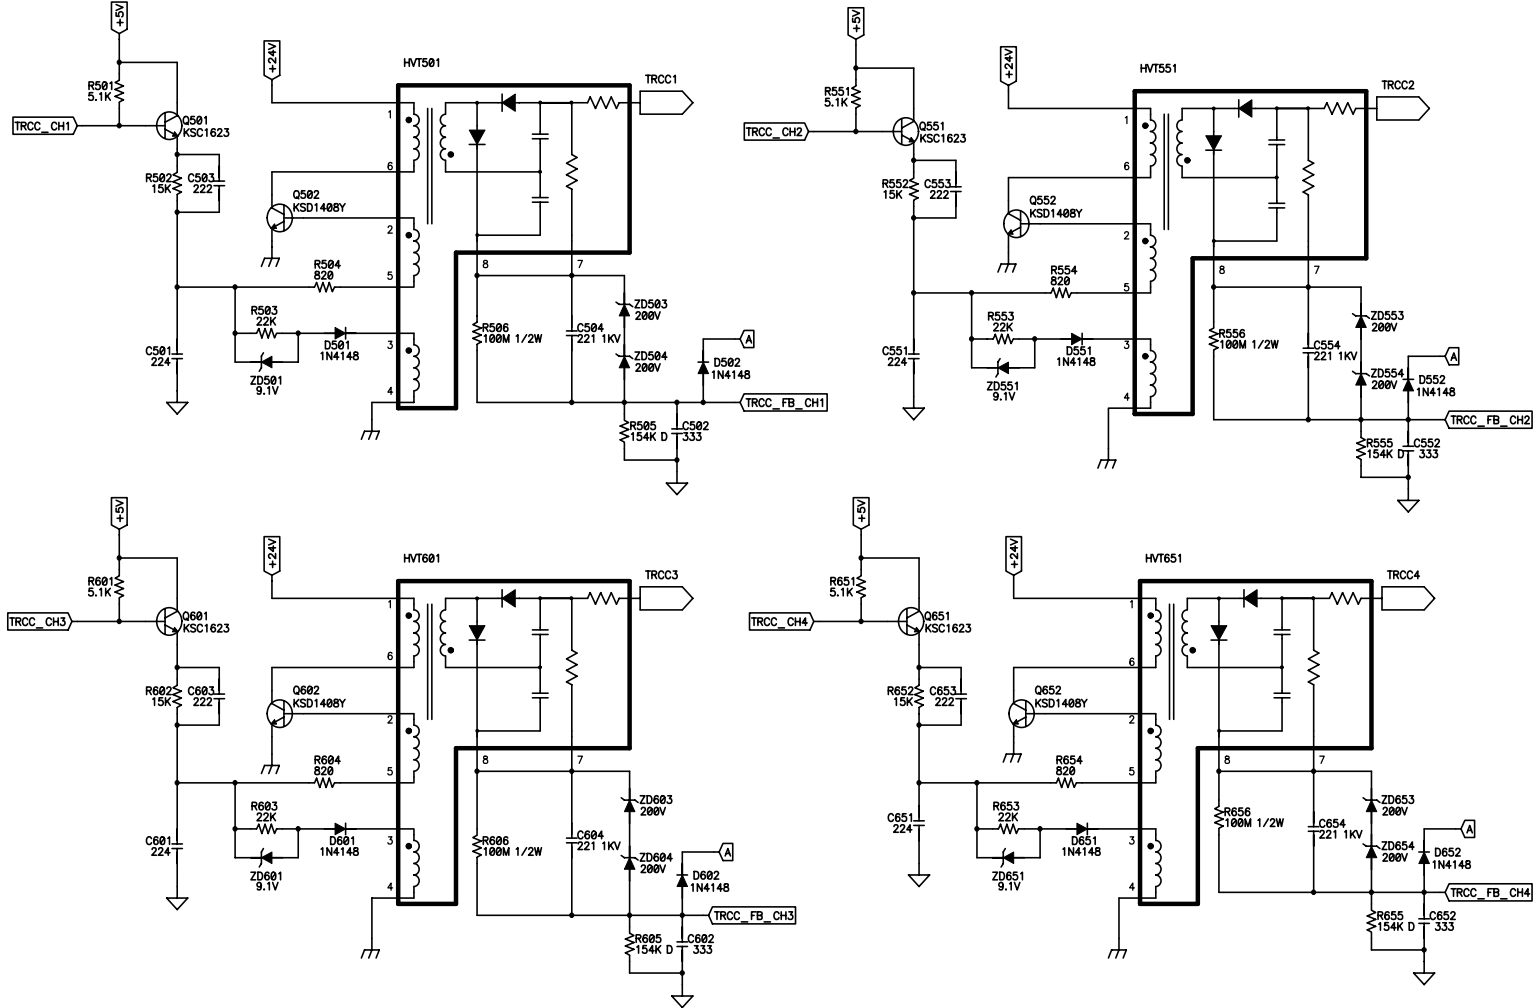 +5V
R501
5.1K
TRCC_CH1
Q501
KSC1623
R502
15K
C503
222
+24V
HVT501
TRCC1
1
6
Q502
KSD1408Y
2
5
R504
820
R503
22K
D501
1N4148
3
ZD501
9.1V
C501
224
4
8
7
R506
100M 1/2W
C504
221 1KV
ZD503
200V
ZD504
200V
D502
1N4148
A
TRCC_FB_CH1
R505
154K D
C502
333
+5V
R551
5.1K
TRCC_CH2
Q551
KSC1623
R552
15K
C553
222
+24V
HVT551
TRCC2
1
6
Q552
KSD1408Y
2
5
R554
820
R553
22K
D551
1N4148
3
ZD551
9.1V
C551
224
4
8
7
R556
100M 1/2W
C554
221 1KV
ZD553
200V
ZD554
200V
D552
1N4148
A
TRCC_FB_CH2
R555
154K D
C552
333
+5V
R601
5.1K
TRCC_CH3
Q601
KSC1623
R602
15K
C603
222
+24V
HVT601
TRCC3
1
6
Q602
KSD1408Y
2
5
R604
820
R603
22K
D601
1N4148
3
ZD601
9.1V
C601
224
4
8
7
R606
100M 1/2W
C604
221 1KV
ZD603
200V
ZD604
200V
D602
1N4148
A
TRCC_FB_CH3
R605
154K D
C602
333
+5V
R651
5.1K
TRCC_CH4
Q651
KSC1623
R652
15K
C653
222
+24V
HVT651
TRCC4
1
6
Q652
KSD1408Y
2
5
R654
820
R653
22K
D651
1N4148
3
ZD651
9.1V
C651
224
4
8
7
R656
100M 1/2W
C654
221 1KV
ZD653
200V
ZD654
200V
D652
1N4148
A
TRCC_FB_CH4
R655
154K D
C652
333